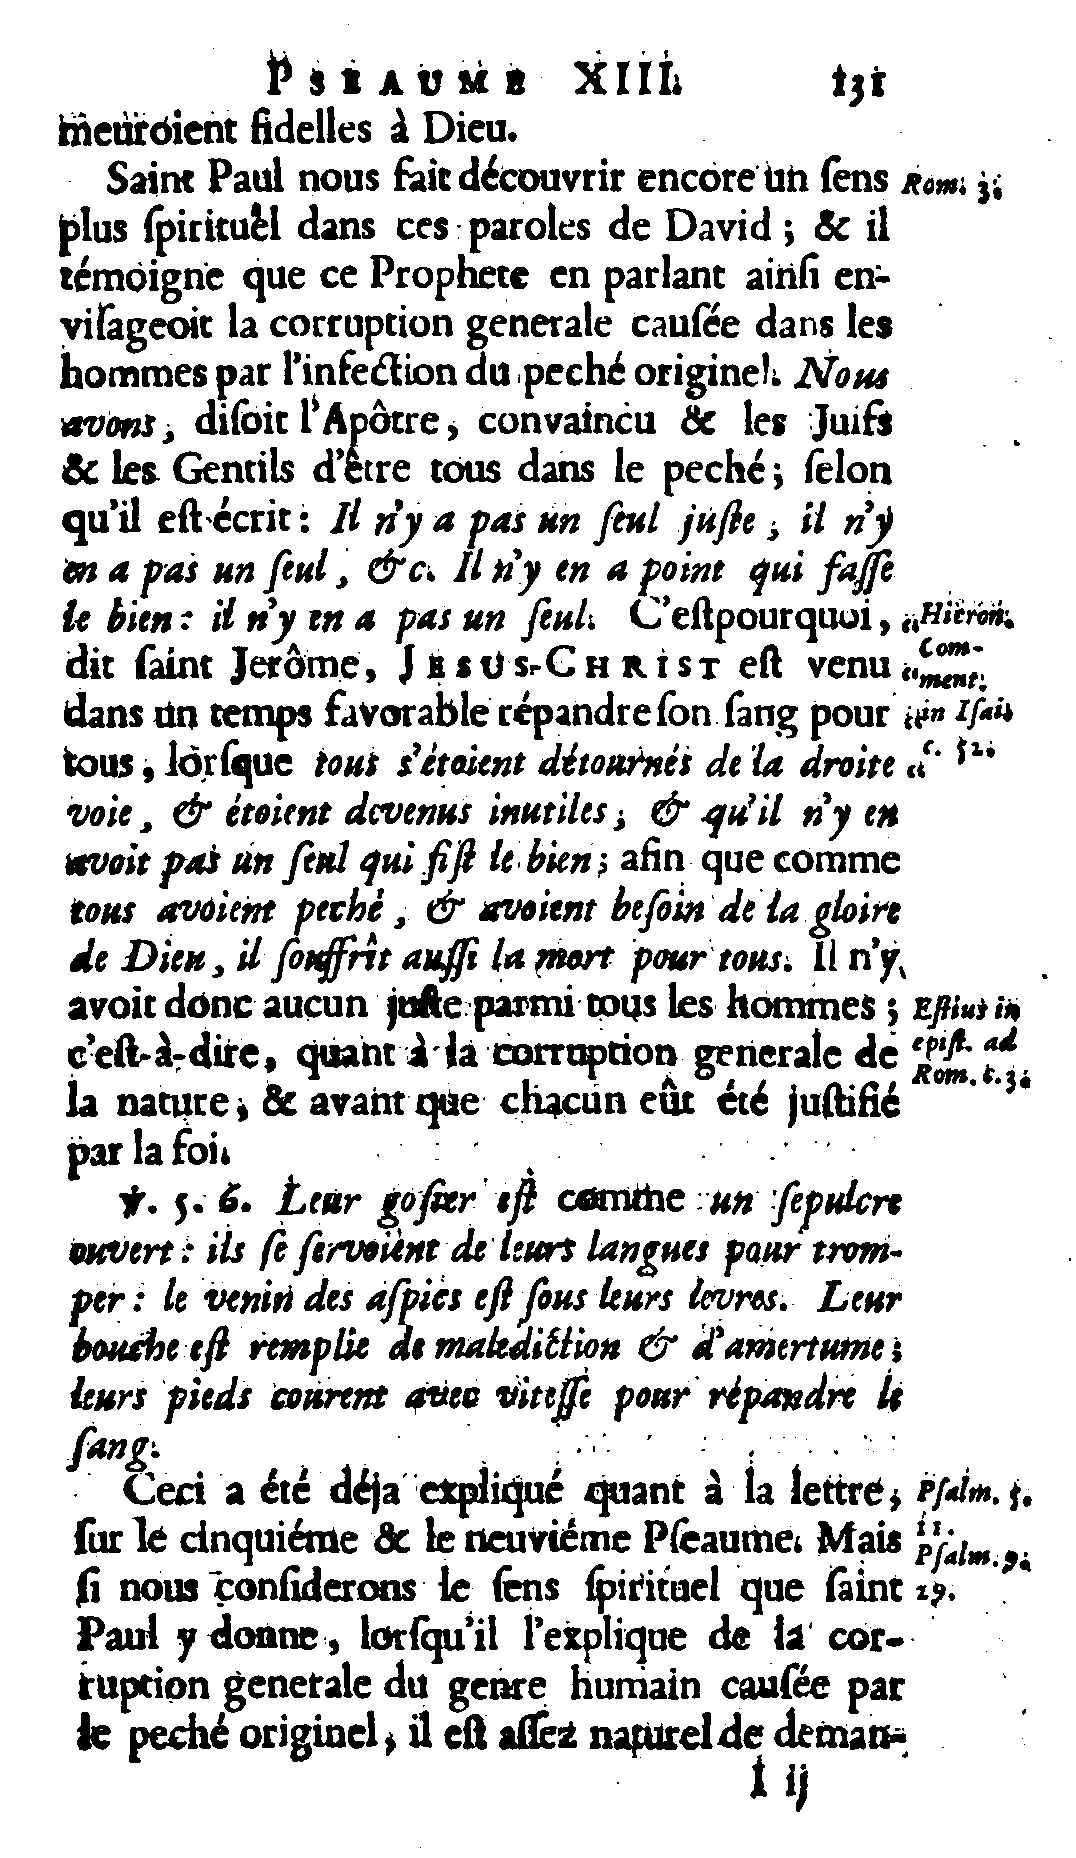 PSEAUME XIII. 131
meuroient fidelles à Dieu.
Saint Paul nous fait découvrir encore un ſens
Rom. 3.
plus ſpirituel dans ces paroles de David ; & il
témoigne que ce Prophete en parlant ainſi en-
viſageoit la corruption generale cauſée dans les
hommes par l'infection du peché originel. Nous
avons, diſoit l'Apôtre, convaincu & les Juifs
& les Gentils d'être tous dans le peché; ſelon
qu'il eſt écrit : Il n'y a pas un ſeul juſte, il n'y
en a pas un ſeul, &c. Il n'y en a point qui faſſe
le bien : il n'y en a pas un ſeul. C'eſtpourquoi,
"Hieron.
dit ſaint Jerôme, JESUS-CHRIST eſt venu
Com-
"ment.
dans un temps favorable répandre ſon ſang pour
"in Iſai.
tous, lorſque tous s'étoient détournés de la droite
" c. 52.
voie, & étoient devenus inutiles; & qu'il n'y en
avoit pas un ſeul qui fiſt le bien; afin que comme
tous avoient peché, & avoient beſoin de la gloire
de Dieu, il ſouffrît auſſi la mort pour tous. Il n'y
avoit donc aucun juſte parmi tous les hommes ;
Eſtius in
c'eſt-à-dire, quant à la corruption generale de
epiſt. ad
Rom. c. 3.
la nature, & avant que chacun eût été juſtifié
par la foi.
℣. 5. 6. Leur goſier eſt comme un ſepulcre
ouvert : ils ſe ſervoient de leurs langues pour trom-
per : le venin des aſpics eſt ſous leurs levres. Leur
bouche eſt remplie de malediction & d'amertume;
leurs pieds courent avec viteſſe pour répandre le
ſang.
Ceci a été déja expliqué quant à la lettre,
Pſalm. 5.
ſur le cinquiéme & le neuviéme Pſeaume. Mais
11.
Pſalm. 9.
ſi nous conſiderons le ſens ſpirituel que ſaint
29.
Paul y donne, lorſqu'il l'explique de la cor-
ruption generale du genre humain cauſée par
le peché originel, il eſt aſſez naturel de deman-
I ij